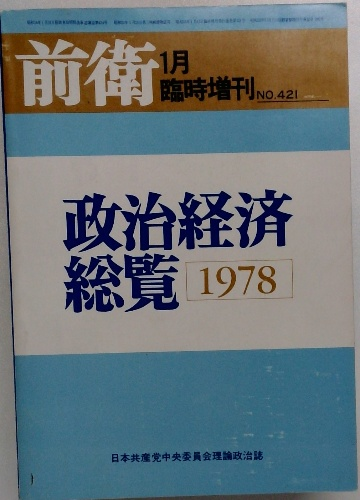 前衛
1月
臨時増刊 NO.421
政治経済
総覧 1978
日本共産党中央委員会理論政治誌